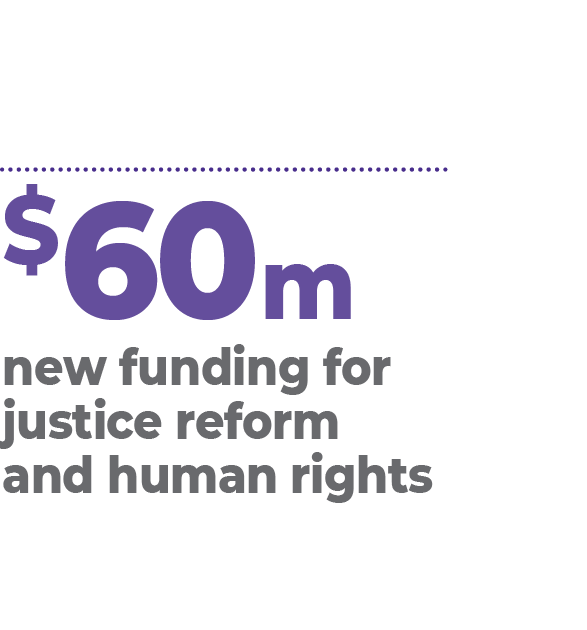 $60m
new funding for
justice reform
and human rights